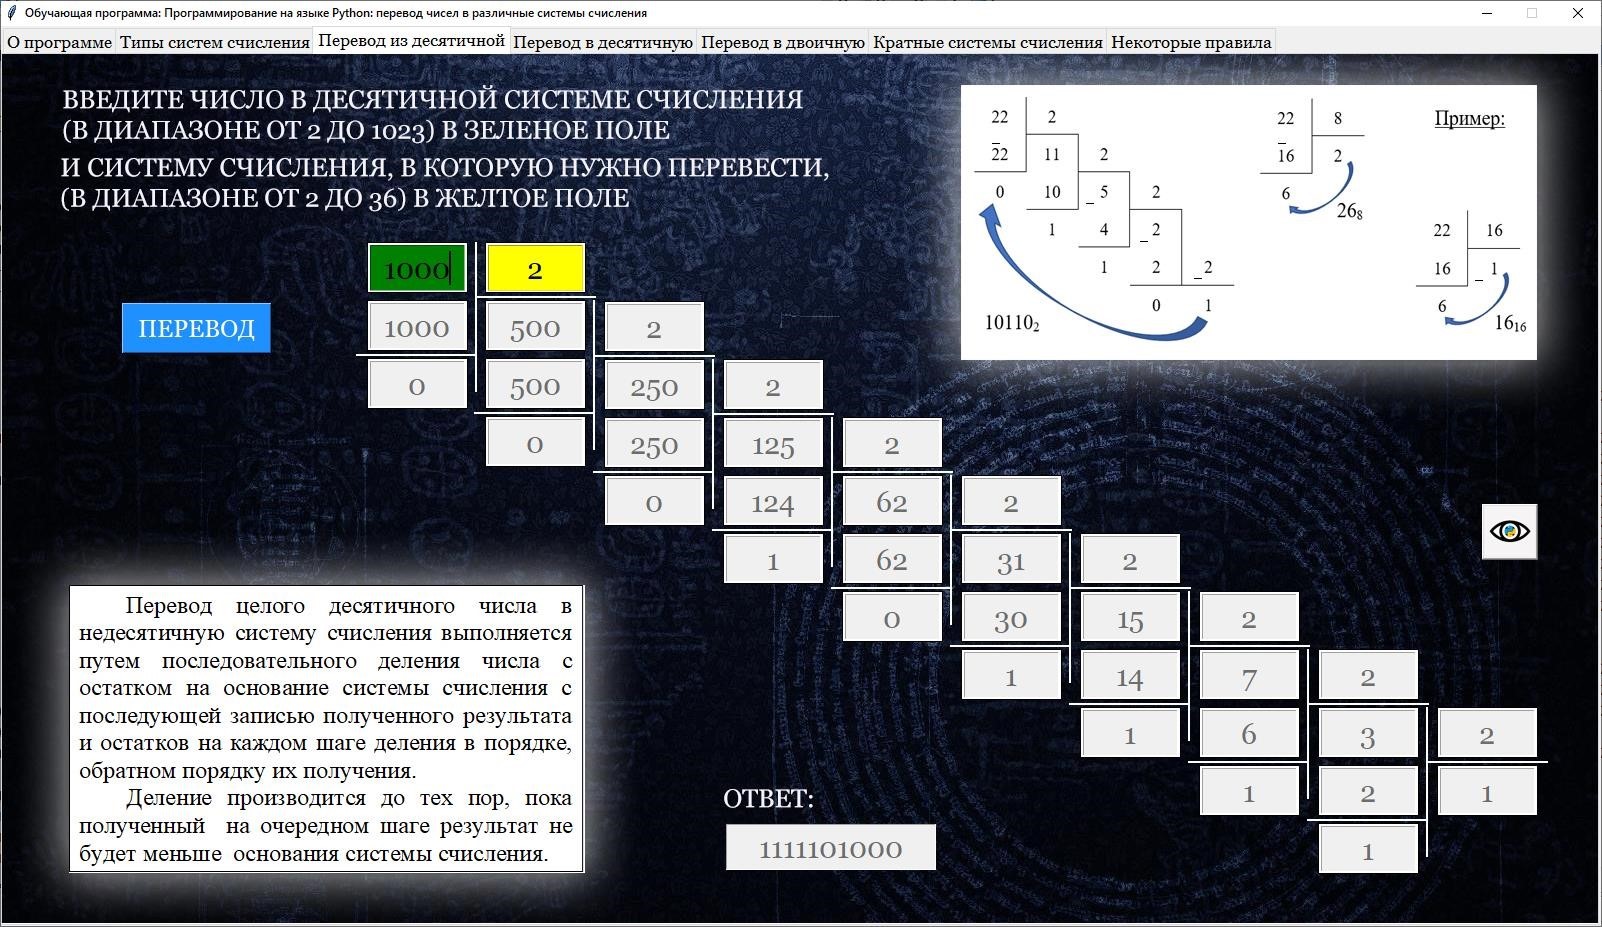 Обучающая программа: Программирование на языке Python: перевод чисел в различные системы счисления
О программе Типы систем счисления Перевод из десятичной Перевод в десятичную Перевод в двоичную Кратные системы счисления Некоторые правила
ВВЕДИТЕ ЧИСЛО В ДЕСЯТИЧНОЙ СИСТЕМЕ СЧИСЛЕНИЯ
(В ДИАПАЗОНЕ ОТ 2 ДО 1023) В ЗЕЛЕНОЕ ПОЛЕ
И СИСТЕМУ СЧИСЛЕНИЯ, В КОТОРУЮ НУЖНО ПЕРЕВЕСТИ,
(В ДИАПАЗОНЕ ОТ 2 ДО 36) В ЖЕЛТОЕ ПОЛЕ
22 2
22 11 2
0 10 5 2
1 4 2
1 2 2
0 1
10110₂
22 8
16 2
6
26₈
Пример:
22 16
16 1
6
16₁₆
1000 2
ПЕРЕВОД
1000 500 2
0 500 250 2
0 250 125 2
0 124 62 2
1 62 31 2
0 30 15 2
1 14 7 2
1 6 3 2
1 2 1
1
Перевод целого десятичного числа в
недесятичную систему счисления выполняется
путем последовательного деления числа с
остатком на основание системы счисления с
последующей записью полученного результата
и остатков на каждом шаге деления в порядке,
обратном порядку их получения.
Деление производится до тех пор, пока
полученный на очередном шаге результат не
будет меньше основания системы счисления.
ОТВЕТ:
1111101000